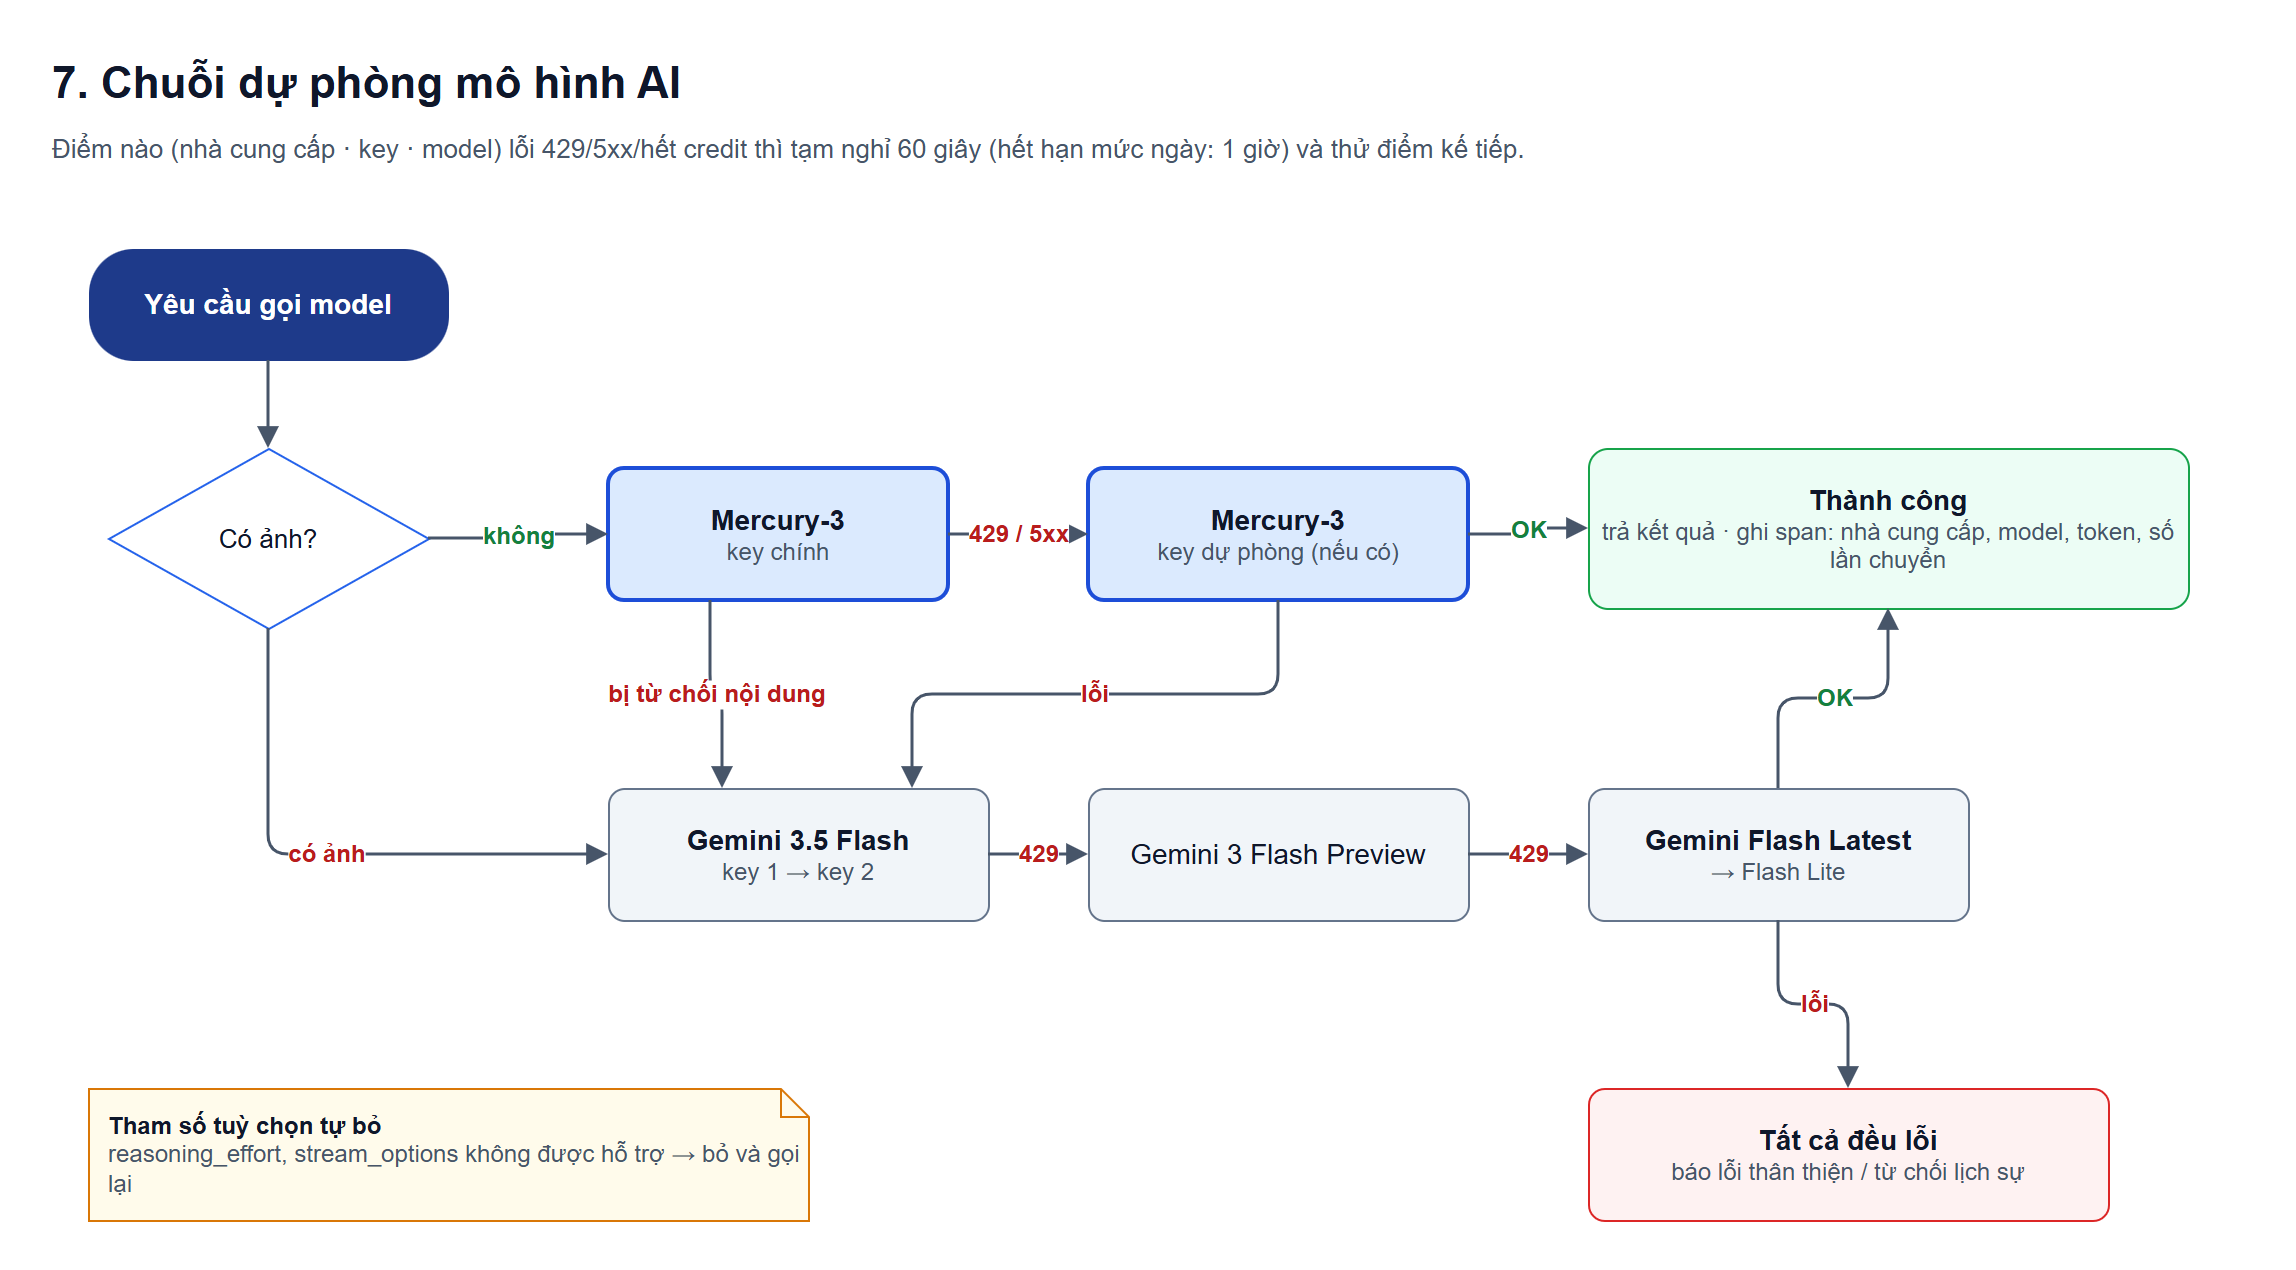 7. Chuỗi dự phòng mô hình AI
Điểm nào (nhà cung cấp · key · model) lỗi 429/5xx/hết credit thì tạm nghỉ 60 giây (hết hạn mức ngày: 1 giờ) và thử điểm kế tiếp.
Yêu cầu gọi model
Có ảnh?
không
Mercury-3
key chính
429 / 5xx
Mercury-3
key dự phòng (nếu có)
OK
Thành công
trả kết quả · ghi span: nhà cung cấp, model, token, số
lần chuyển
bị từ chối nội dung
lỗi
OK
có ảnh
Gemini 3.5 Flash
key 1 → key 2
429
Gemini 3 Flash Preview
429
Gemini Flash Latest
→ Flash Lite
lỗi
Tham số tuỳ chọn tự bỏ
reasoning_effort, stream_options không được hỗ trợ → bỏ và gọi
lại
Tất cả đều lỗi
báo lỗi thân thiện / từ chối lịch sự